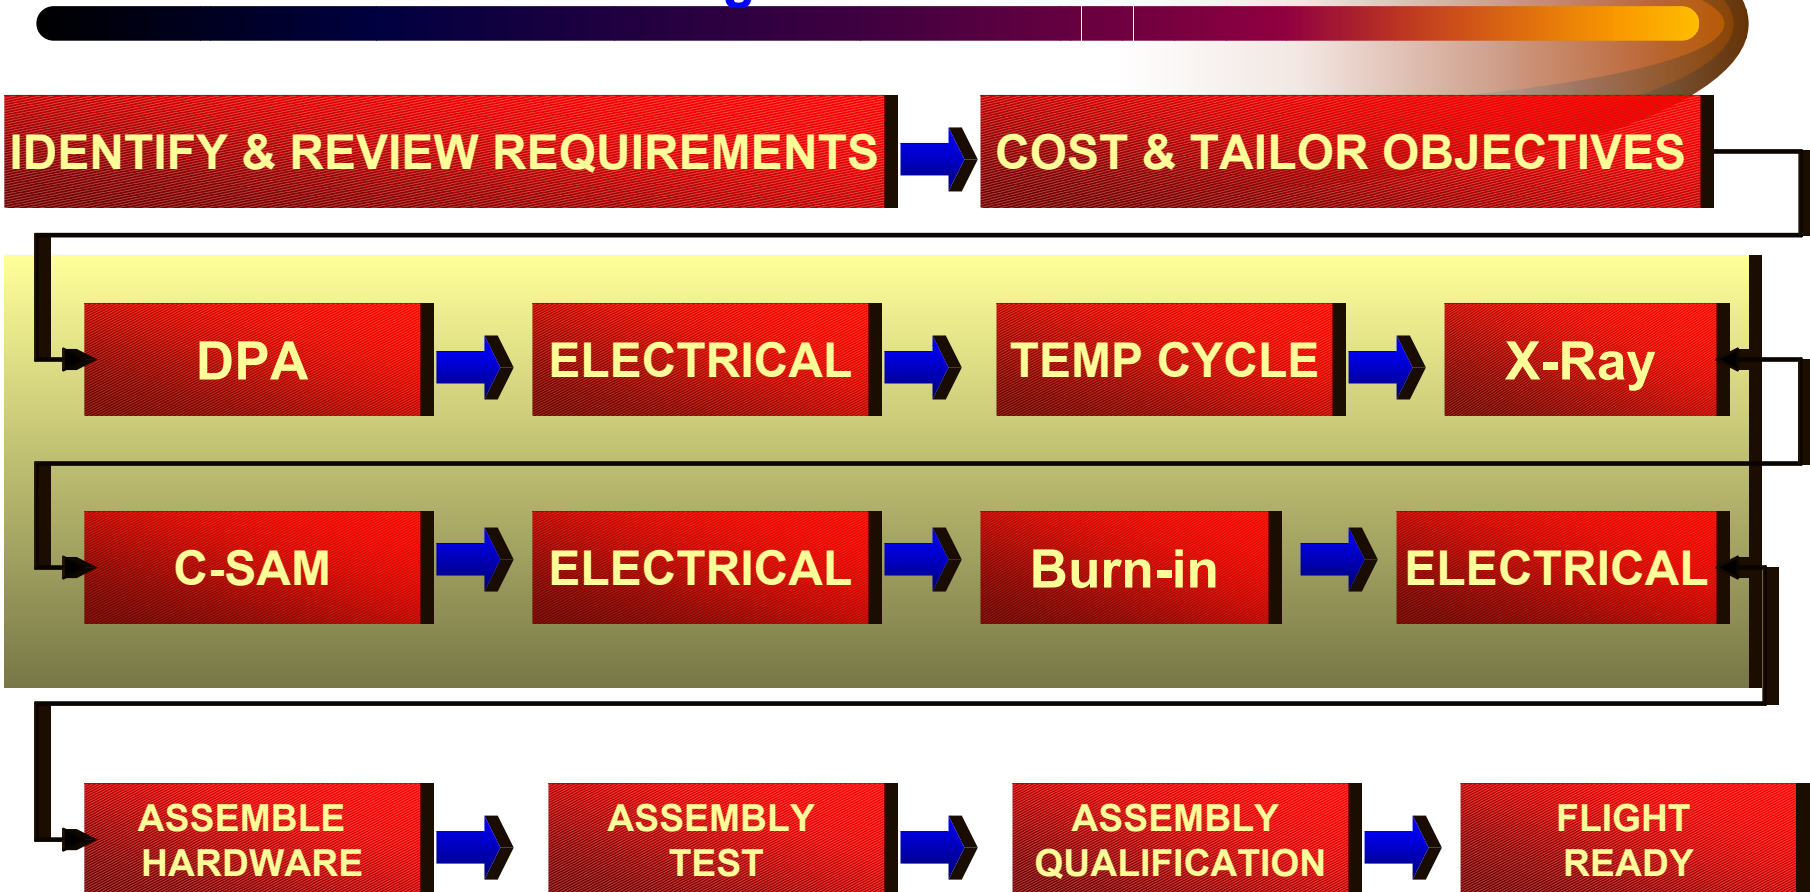 IDENTIFY & REVIEW REQUIREMENTS
COST & TAILOR OBJECTIVES
DPA
ELECTRICAL
TEMP CYCLE
X-Ray
C-SAM
ELECTRICAL
Burn-in
ELECTRICAL
ASSEMBLE
HARDWARE
ASSEMBLY
TEST
ASSEMBLY
QUALIFICATION
FLIGHT
READY